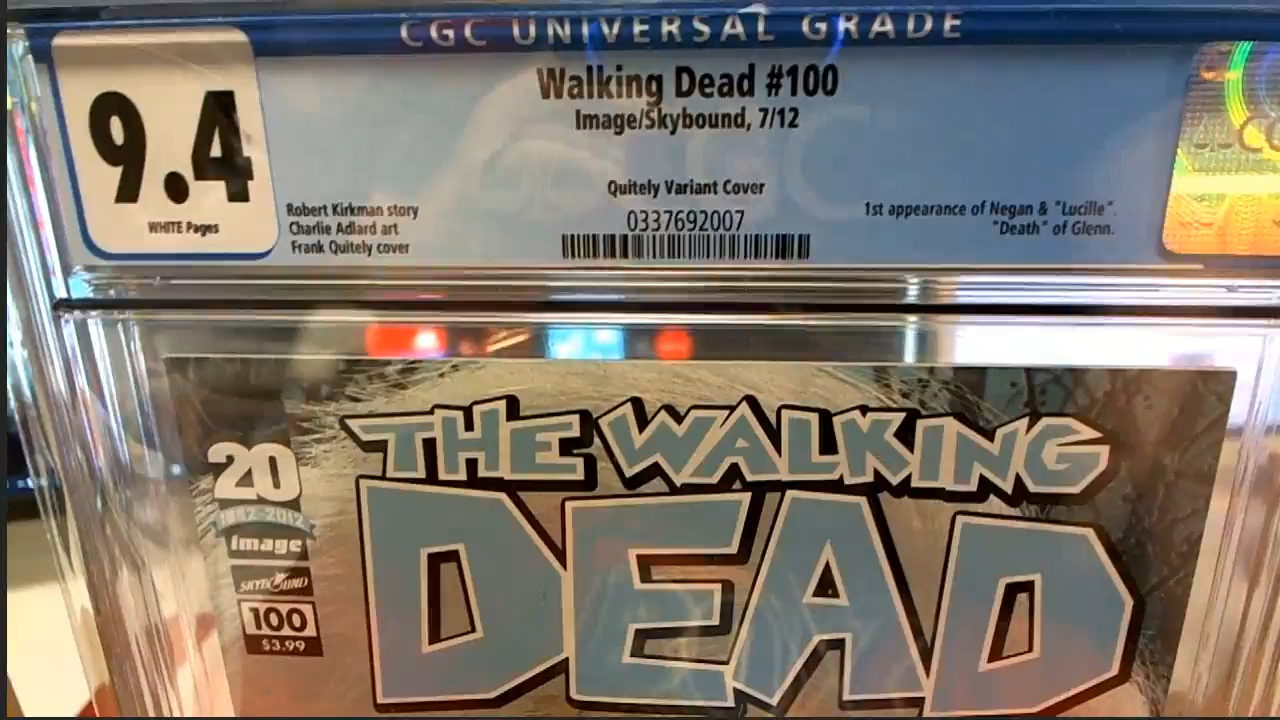 CGC UNIVERSAL GRADE
9.4
WHITE Pages
Walking Dead #100
Image/Skybound, 7/12
Quitely Variant Cover
0337692007
Robert Kirkman story
Charlie Adlard art
Frank Quitely cover
1st appearance of Negan & "Lucille".
"Death" of Glenn.
THE WALKING
DEAD
20
1992-2012
image
SKYBOUND
100
$3.99